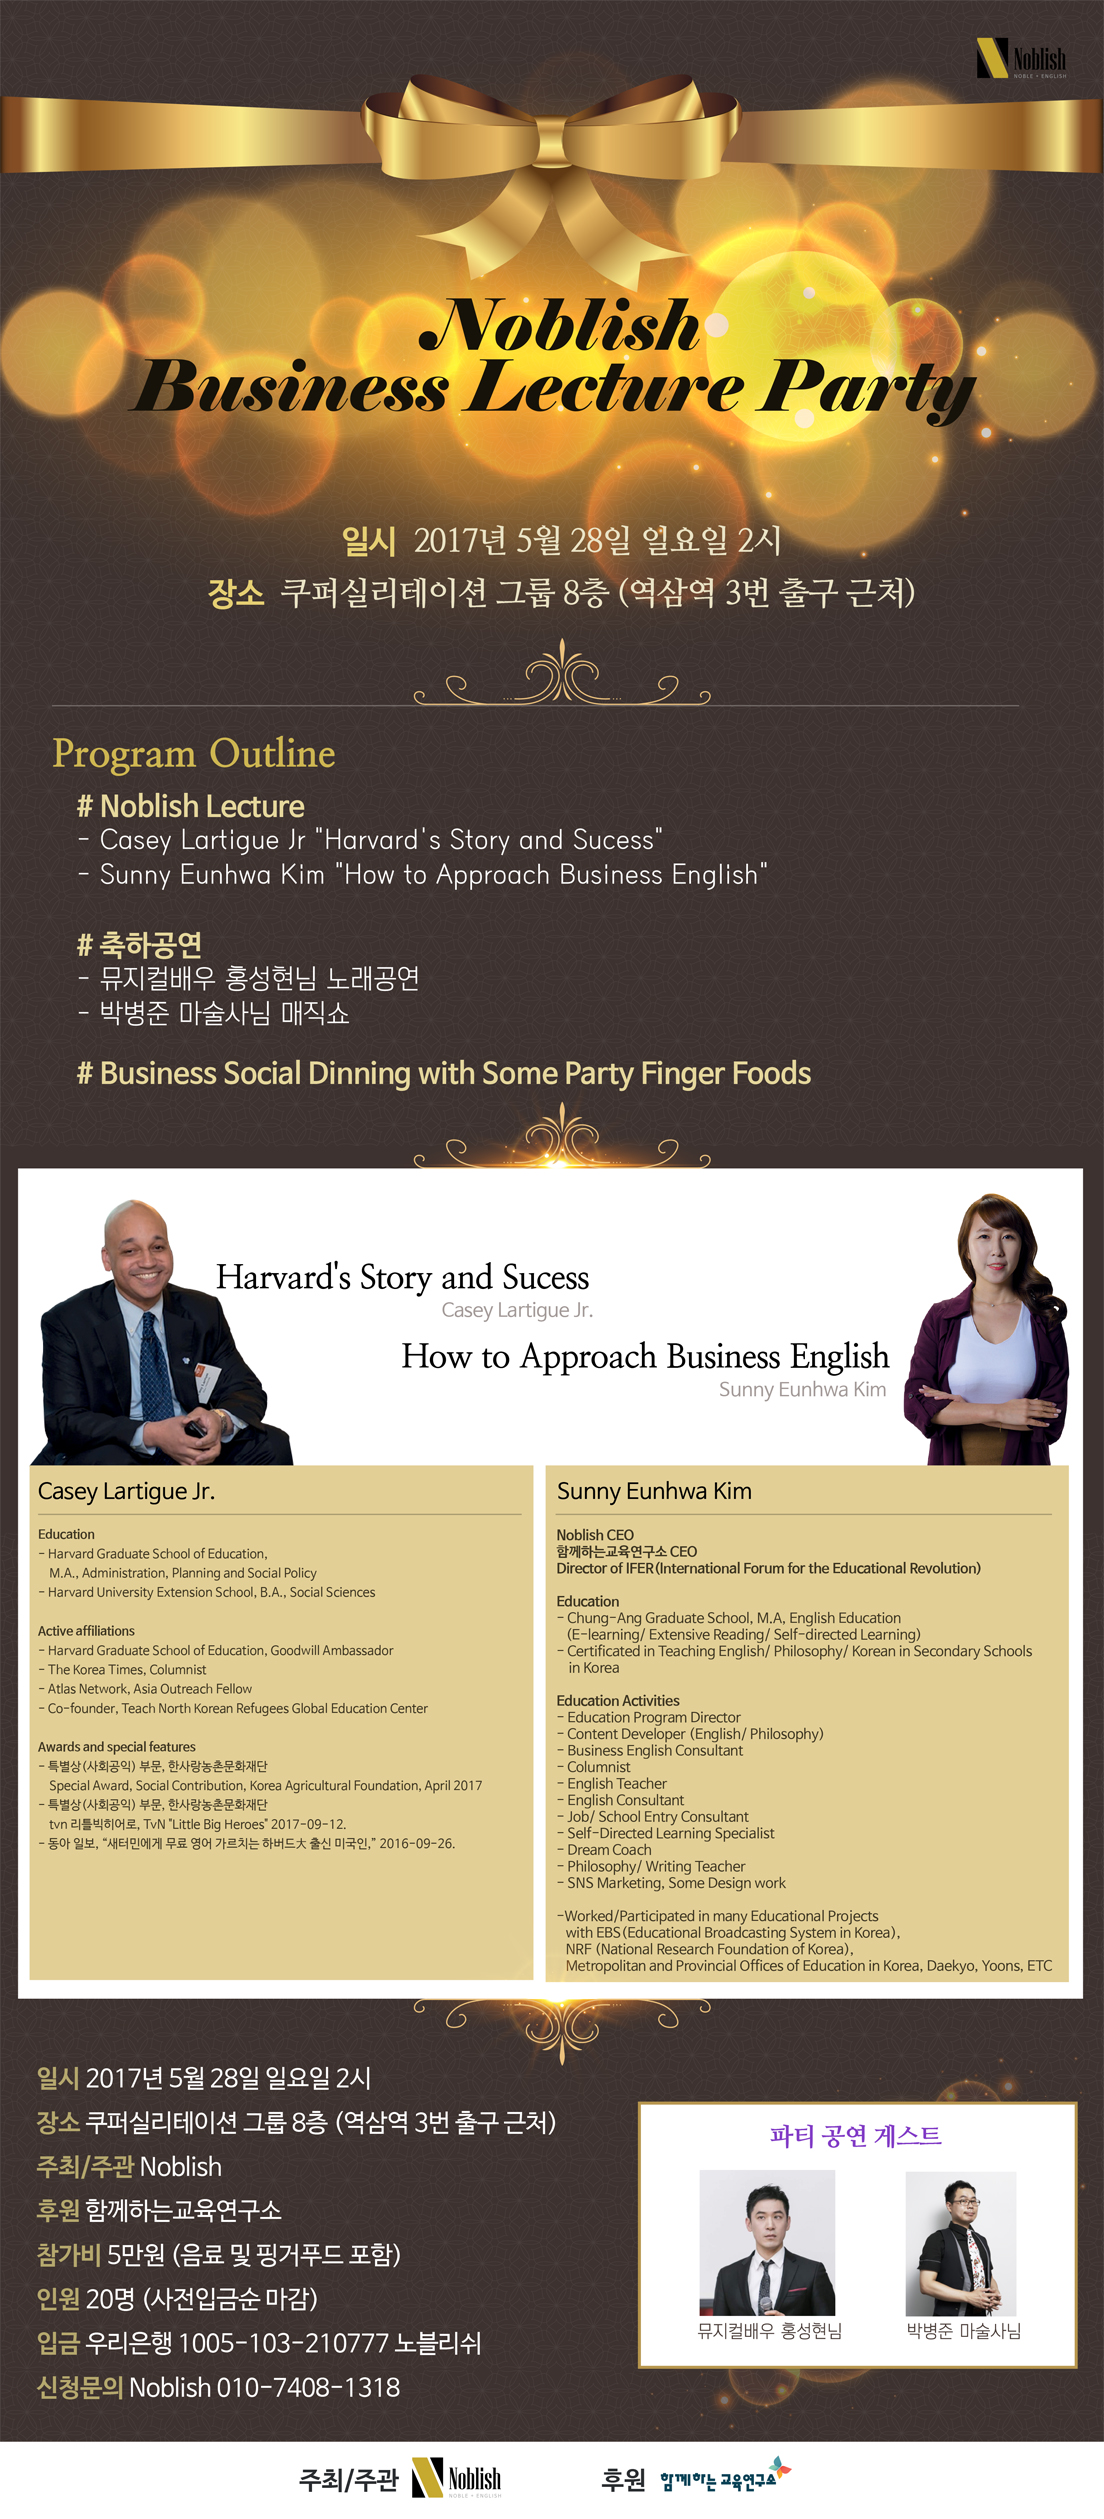 Noblish
NOBLE + ENGLISH
Noblish
Business Lecture Party
일시 2017년 5월 28일 일요일 2시
장소 쿠퍼실리테이션 그룹 8층 (역삼역 3번 출구 근처)
Program Outline
# Noblish Lecture
- Casey Lartigue Jr "Harvard's Story and Sucess"
- Sunny Eunhwa Kim "How to Approach Business English"
# 축하공연
- 뮤지컬배우 홍성현님 노래공연
- 박병준 마술사님 매직쇼
# Business Social Dinning with Some Party Finger Foods
Harvard's Story and Sucess
Casey Lartigue Jr.
How to Approach Business English
Sunny Eunhwa Kim
Casey Lartigue Jr.
Education
- Harvard Graduate School of Education,
M.A., Administration, Planning and Social Policy
- Harvard University Extension School, B.A., Social Sciences
Active affiliations
- Harvard Graduate School of Education, Goodwill Ambassador
- The Korea Times, Columnist
- Atlas Network, Asia Outreach Fellow
- Co-founder, Teach North Korean Refugees Global Education Center
Awards and special features
- 특별상(사회공익) 부문, 한사랑농촌문화재단
Special Award, Social Contribution, Korea Agricultural Foundation, April 2017
- 특별상(사회공익) 부문, 한사랑농촌문화재단
tvn 리틀빅히어로, TvN "Little Big Heroes" 2017-09-12.
- 동아 일보, “새터민에게 무료 영어 가르치는 하버드大 출신 미국인,” 2016-09-26.
Sunny Eunhwa Kim
Noblish CEO
함께하는교육연구소 CEO
Director of IFER(International Forum for the Educational Revolution)
Education
- Chung-Ang Graduate School, M.A, English Education
(E-learning/ Extensive Reading/ Self-directed Learning)
- Certificated in Teaching English/ Philosophy/ Korean in Secondary Schools
in Korea
Education Activities
- Education Program Director
- Content Developer (English/ Philosophy)
- Business English Consultant
- Columnist
- English Teacher
- English Consultant
- Job/ School Entry Consultant
- Self-Directed Learning Specialist
- Dream Coach
- Philosophy/ Writing Teacher
- SNS Marketing, Some Design work
-Worked/Participated in many Educational Projects
with EBS(Educational Broadcasting System in Korea),
NRF (National Research Foundation of Korea),
Metropolitan and Provincial Offices of Education in Korea, Daekyo, Yoons, ETC
일시 2017년 5월 28일 일요일 2시
장소 쿠퍼실리테이션 그룹 8층 (역삼역 3번 출구 근처)
주최/주관 Noblish
후원 함께하는교육연구소
참가비 5만원 (음료 및 핑거푸드 포함)
인원 20명 (사전입금순 마감)
입금 우리은행 1005-103-210777 노블리쉬
신청문의 Noblish 010-7408-1318
파티 공연 게스트
뮤지컬배우 홍성현님
박병준 마술사님
주최/주관 Noblish
NOBLE + ENGLISH
후원 함께하는 교육연구소